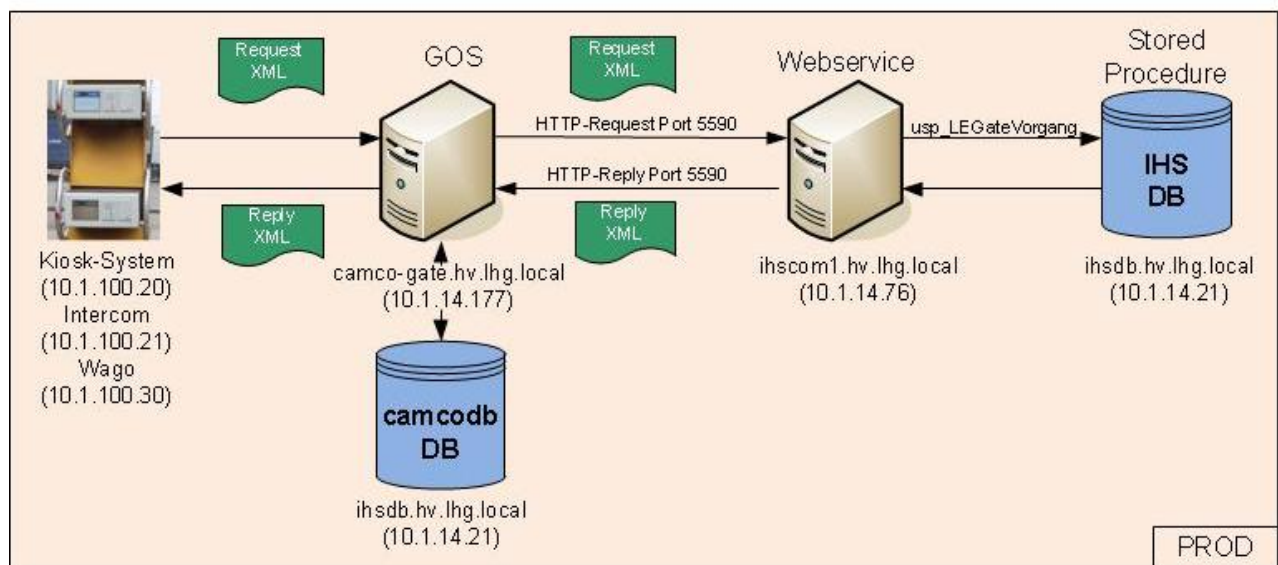 Request
XML
GOS
Request
XML
Webservice
Stored
Procedure
HTTP-Request Port 5590
usp_LEGateVorgang
HTTP-Reply Port 5590
IHS
DB
Reply
XML
Reply
XML
Kiosk-System
(10.1.100.20)
Intercom
(10.1.100.21)
Wago
(10.1.100.30)
camco-gate.hv.lhg.local
(10.1.14.177)
ihscom1.hv.lhg.local
(10.1.14.76)
ihsdb.hv.lhg.local
(10.1.14.21)
camcodb
DB
ihsdb.hv.lhg.local
(10.1.14.21)
PROD